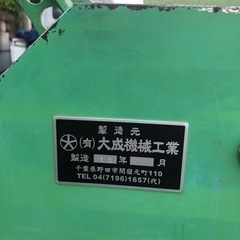 製造元
(有)大成機械工業
製造 年 月
千葉県野田市関宿元町110
TEL 04(7196)1657(代)